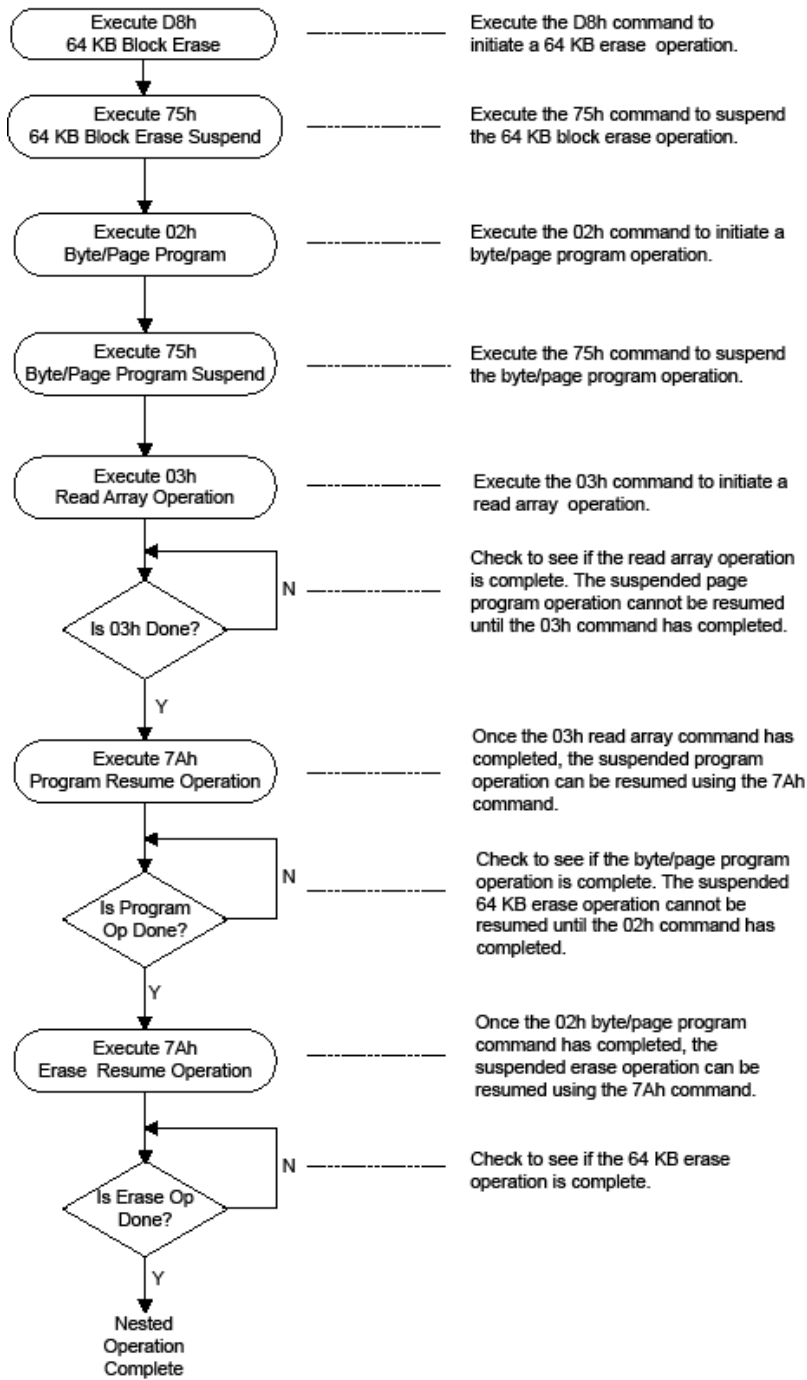 Execute D8h
64 KB Block Erase
Execute the D8h command to
initiate a 64 KB erase operation.
Execute 75h
64 KB Block Erase Suspend
Execute the 75h command to suspend
the 64 KB block erase operation.
Execute 02h
Byte/Page Program
Execute the 02h command to initiate a
byte/page program operation.
Execute 75h
Byte/Page Program Suspend
Execute the 75h command to suspend
the byte/page program operation.
Execute 03h
Read Array Operation
Execute the 03h command to initiate a
read array operation.
Is 03h Done?
N
Y
Check to see if the read array operation
is complete. The suspended page
program operation cannot be resumed
until the 03h command has completed.
Execute 7Ah
Program Resume Operation
Once the 03h read array command has
completed, the suspended program
operation can be resumed using the 7Ah
command.
Is Program
Op Done?
N
Y
Check to see if the byte/page program
operation is complete. The suspended
64 KB erase operation cannot be
resumed until the 02h command has
completed.
Execute 7Ah
Erase Resume Operation
Once the 02h byte/page program
command has completed, the
suspended erase operation can be
resumed using the 7Ah command.
Is Erase Op
Done?
N
Y
Check to see if the 64 KB erase
operation is complete.
Nested
Operation
Complete